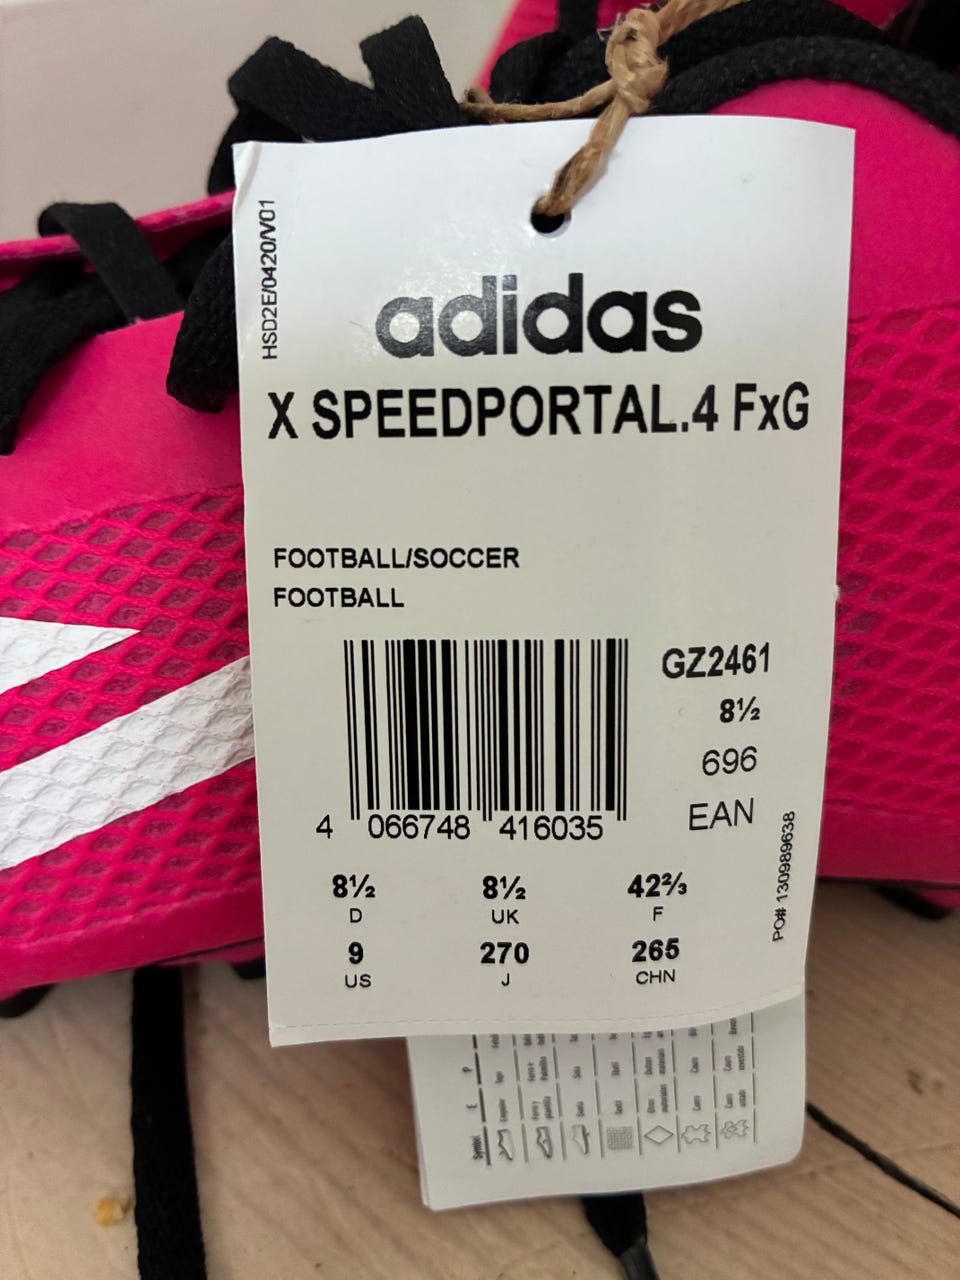 HSD2E/0420/V01
adidas
X SPEEDPORTAL.4 FxG
FOOTBALL/SOCCER
FOOTBALL
GZ2461
8½
696
EAN
4 066748 416035
PO# 130989638
8½ 8½ 42⅔
D UK F
9 270 265
US J CHN
Symbol
E
P